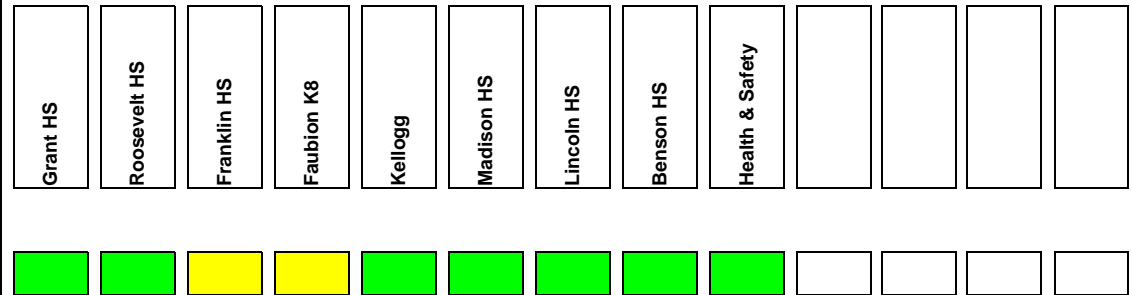 Grant HS
Roosevelt HS
Franklin HS
Faubion K8
Kellogg
Madison HS
Lincoln HS
Benson HS
Health & Safety